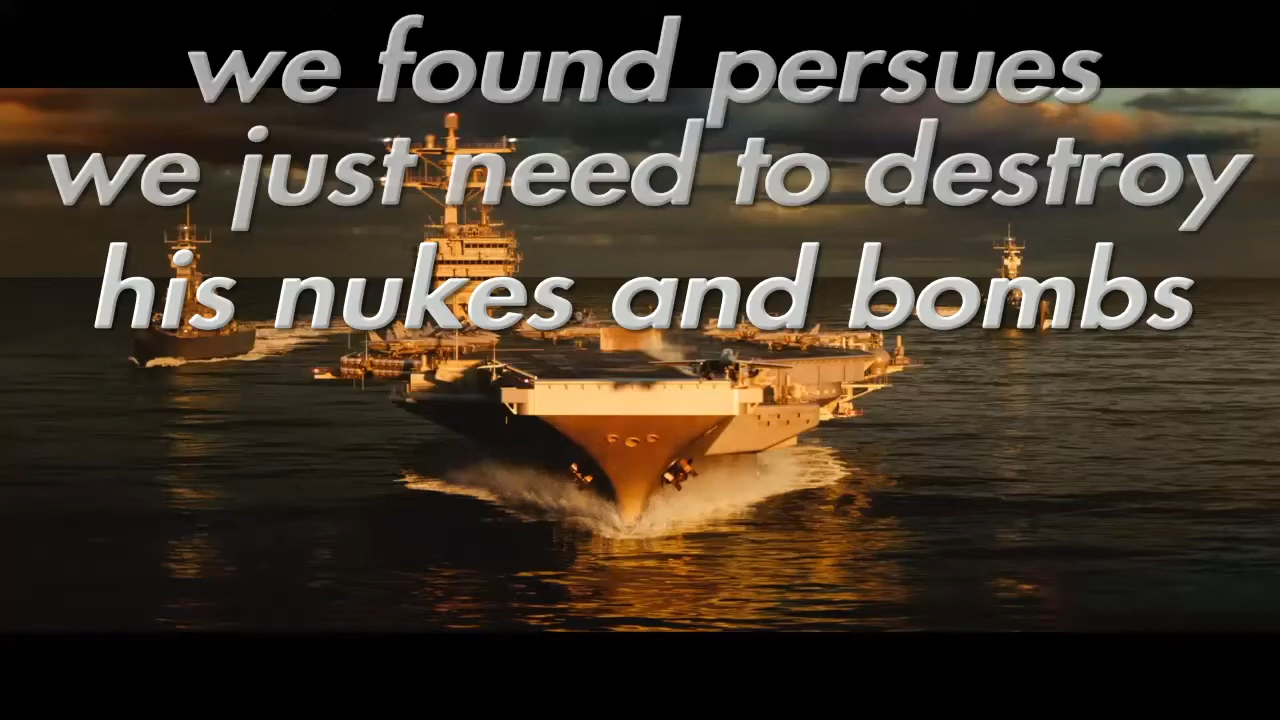 we found persues
we just need to destroy
his nukes and bombs